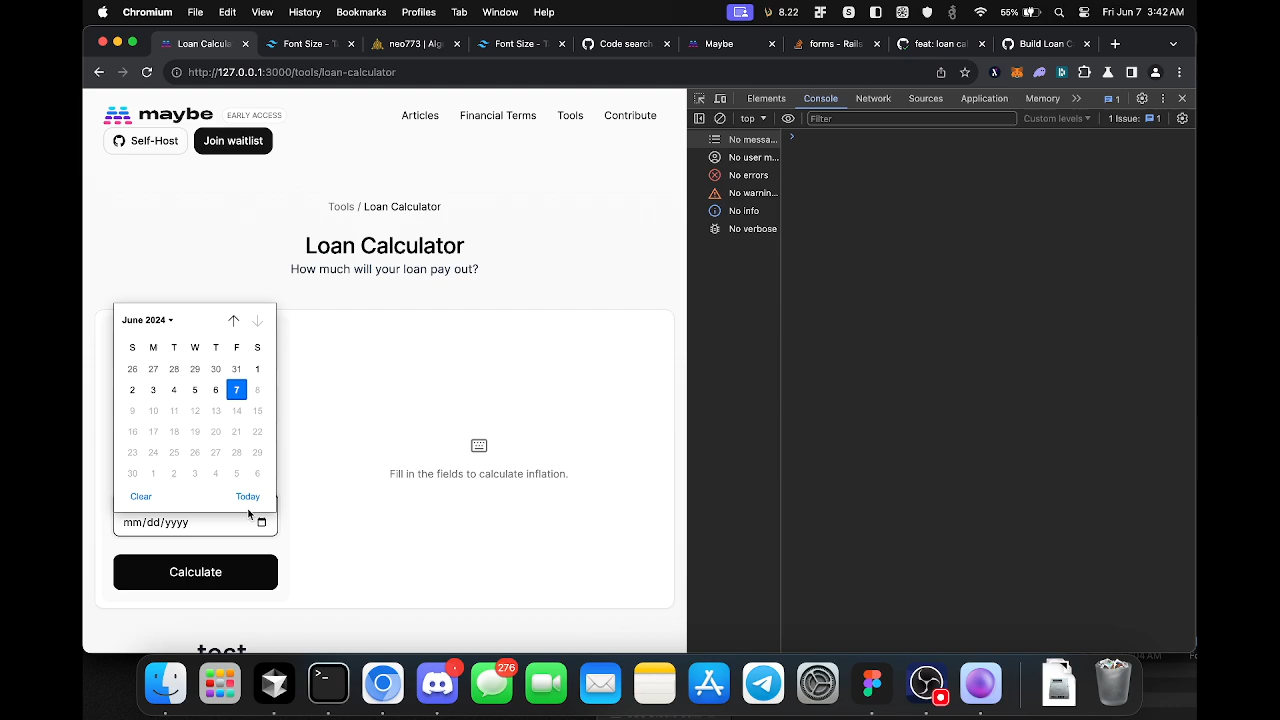 Chromium File Edit View History Bookmarks Profiles Tab Window Help 8.22 55% Fri Jun 7 3:42 AM
Loan Calcula Font Size - T neo773 | Alg Font Size - T Code search Maybe forms - Rails feat: loan cal Build Loan C
http://127.0.0.1:3000/tools/loan-calculator
maybe EARLY ACCESS Articles Financial Terms Tools Contribute
Self-Host Join waitlist
Tools / Loan Calculator
Loan Calculator
How much will your loan pay out?
June 2024
S M T W T F S
26 27 28 29 30 31 1
2 3 4 5 6 7 8
9 10 11 12 13 14 15
16 17 18 19 20 21 22
23 24 25 26 27 28 29
30 1 2 3 4 5 6
Clear Today
mm/dd/yyyy
Calculate
Fill in the fields to calculate inflation.
Elements Console Network Sources Application Memory 1
top Filter Custom levels 1 Issue: 1
No messa...
No user m...
No errors
No warnin...
No info
No verbose
276